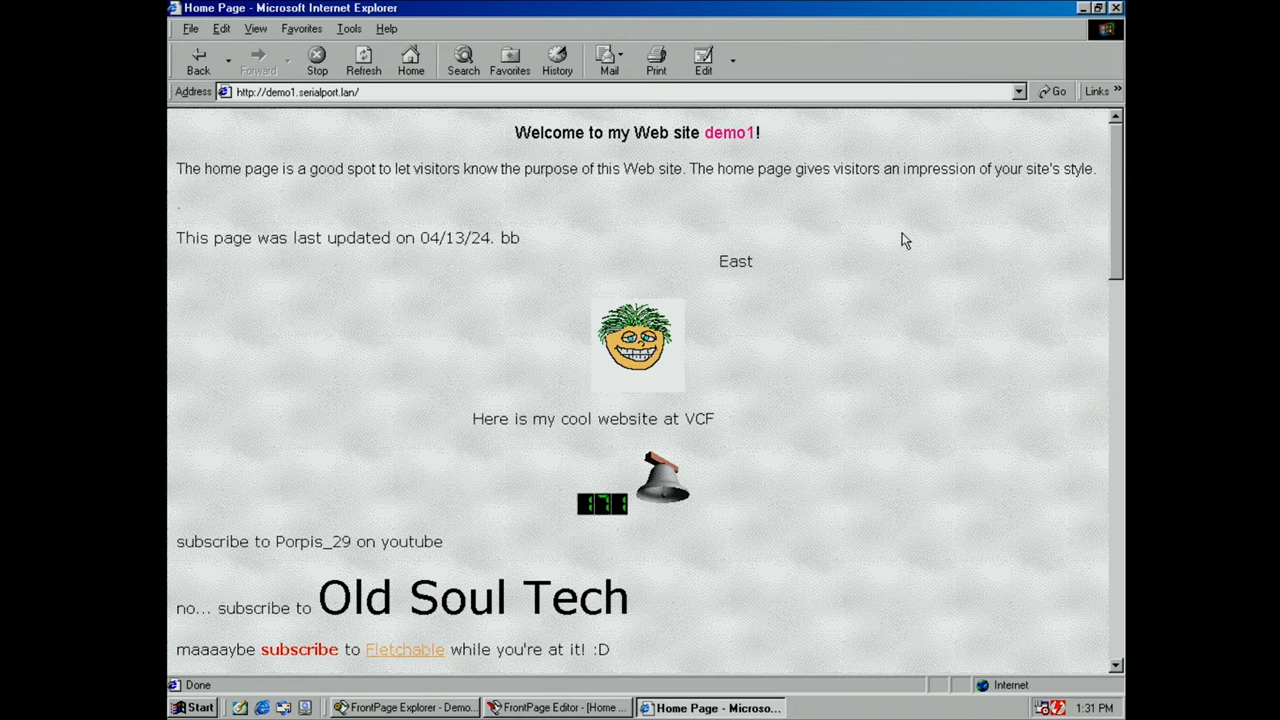 Home Page - Microsoft Internet Explorer
File Edit View Favorites Tools Help
Back Forward Stop Refresh Home Search Favorites History Mail Print Edit
Address http://demo1.serialport.lan/ Go Links »
Welcome to my Web site demo1!
The home page is a good spot to let visitors know the purpose of this Web site. The home page gives visitors an impression of your site's style.
.
This page was last updated on 04/13/24. bb
East
Here is my cool website at VCF
171
subscribe to Porpis_29 on youtube
no... subscribe to Old Soul Tech
maaaaybe subscribe to Fletchable while you're at it! :D
Done Internet
Start FrontPage Explorer - Demo... FrontPage Editor - [Home ... Home Page - Microso... 1:31 PM